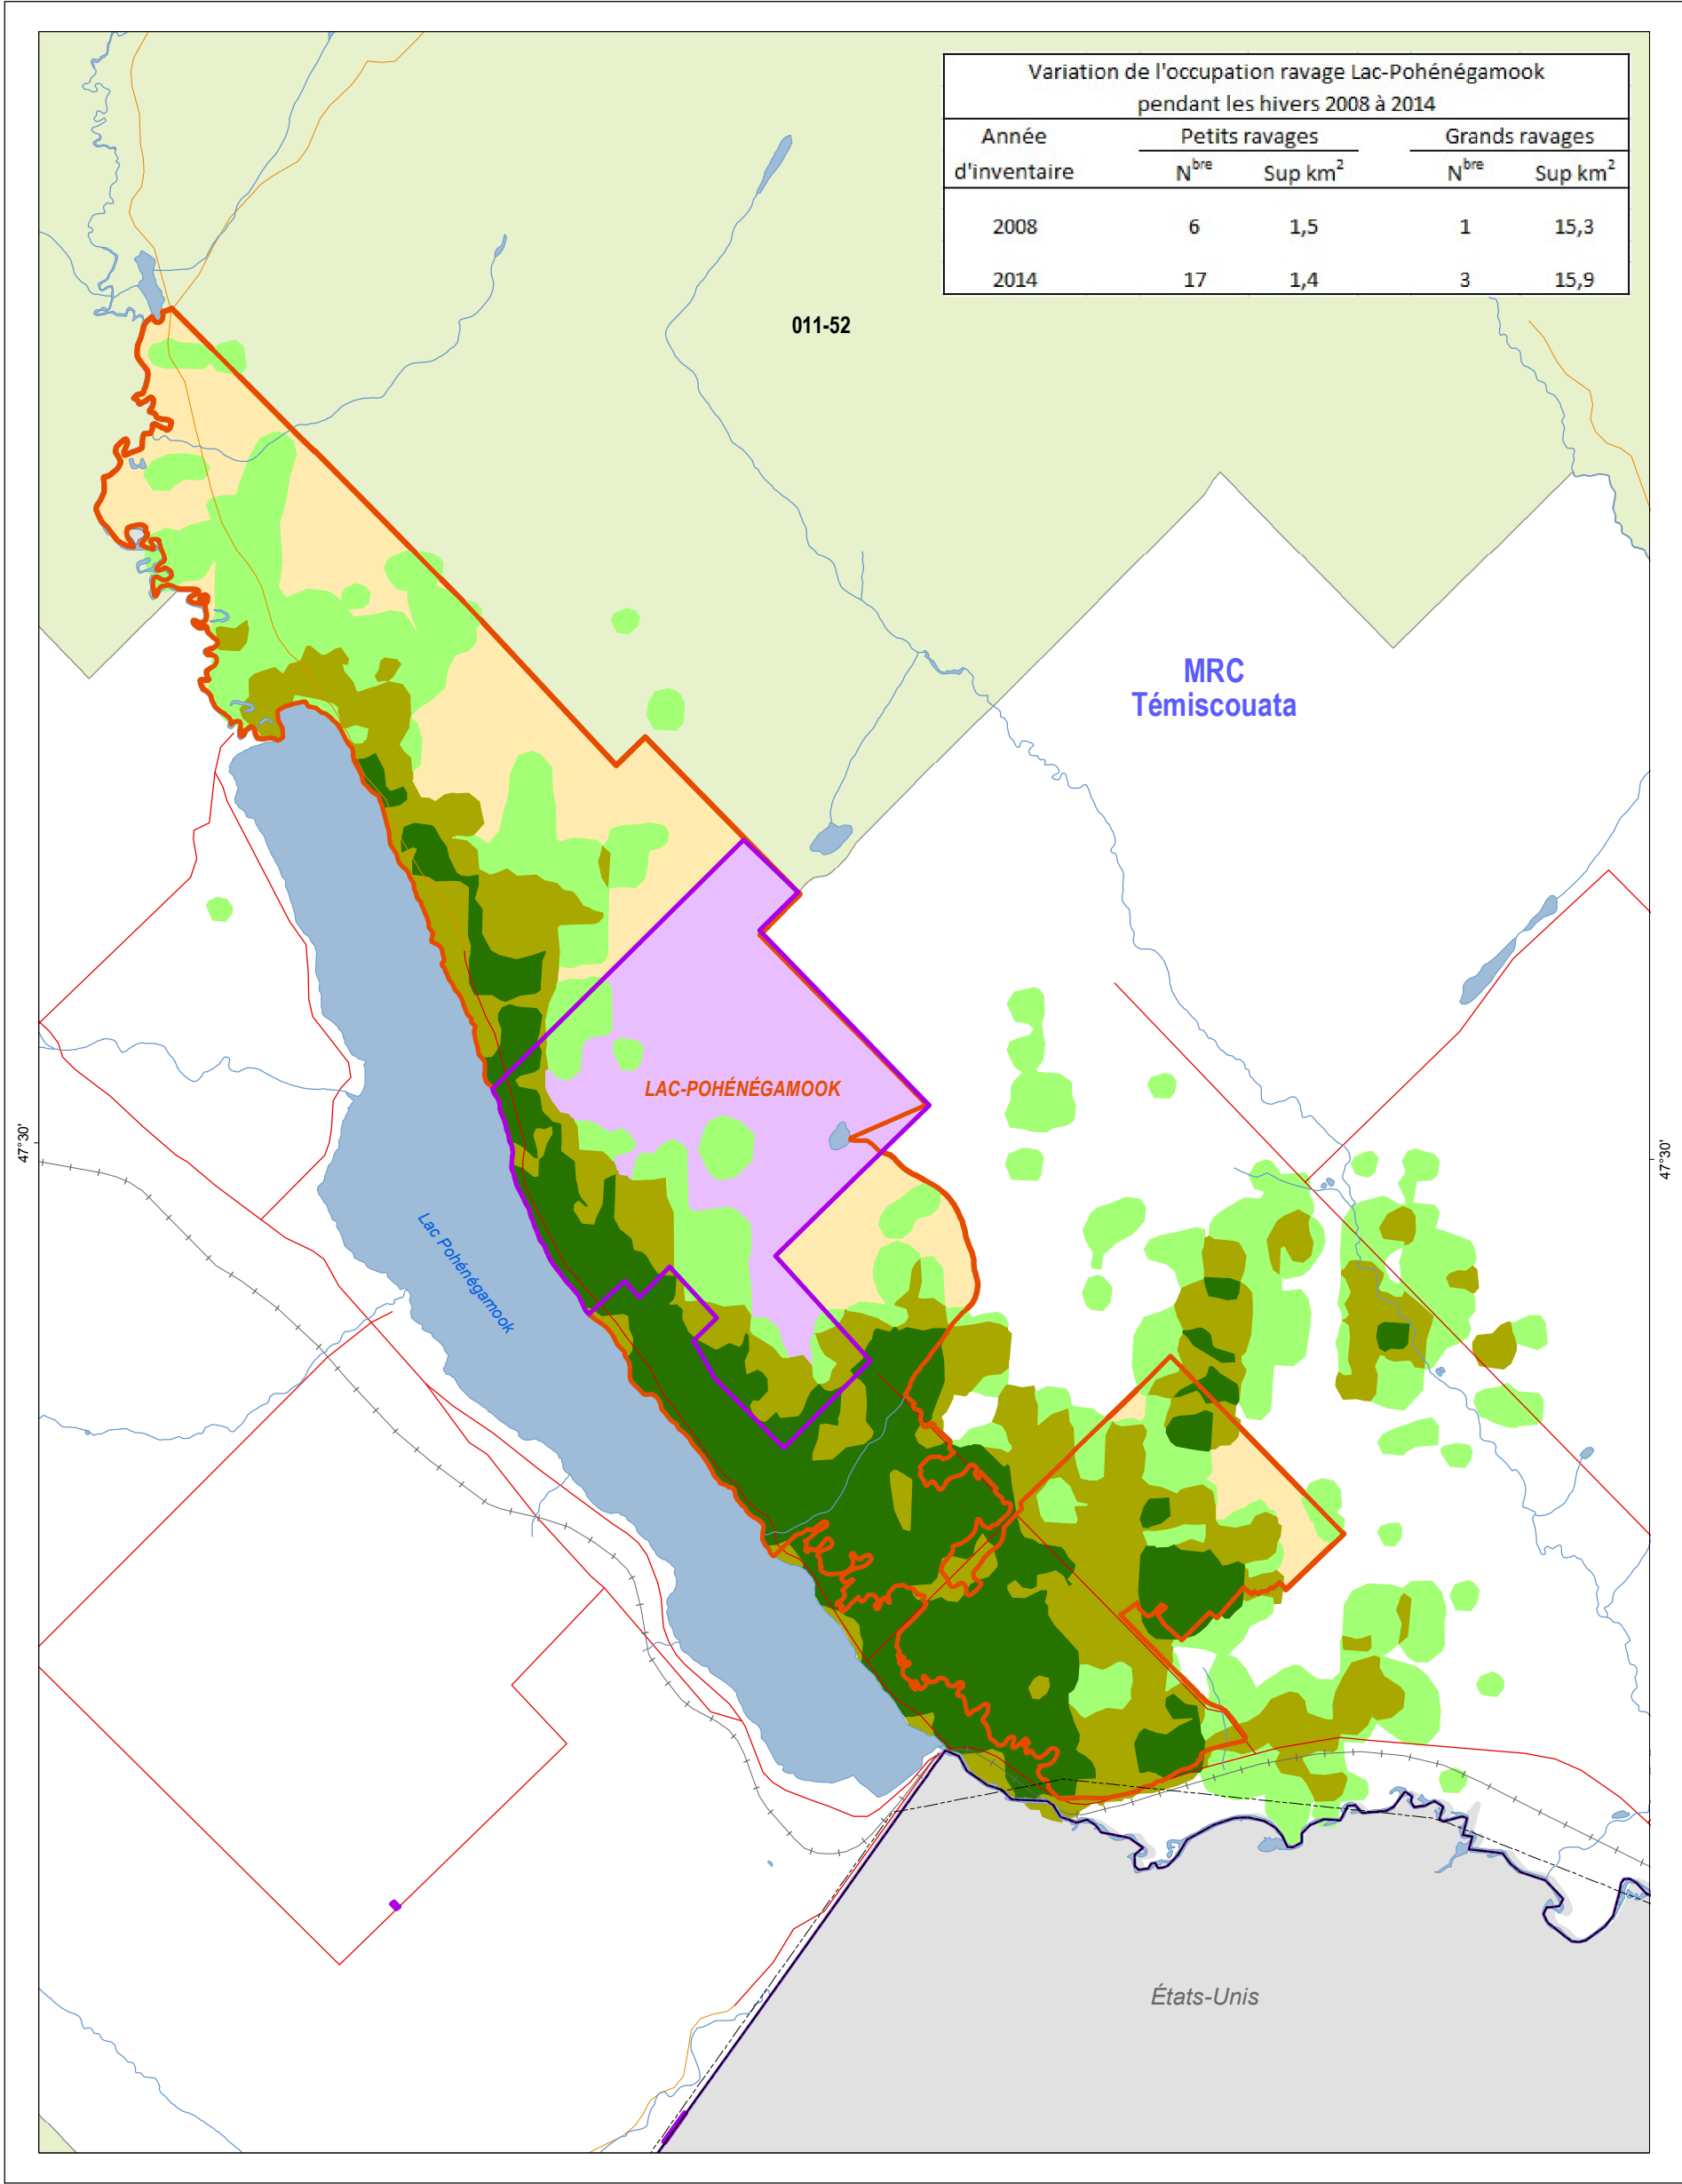 Variation de l'occupation ravage Lac-Pohénégamook
pendant les hivers 2008 à 2014
Année Petits ravages Grands ravages
d'inventaire Nbre Sup km² Nbre Sup km²
2008 6 1,5 1 15,3
2014 17 1,4 3 15,9
011-52
MRC
Témiscouata
LAC-POHÉNÉGAMOOK
47°30'
47°30'
Lac Pohénégamook
États-Unis